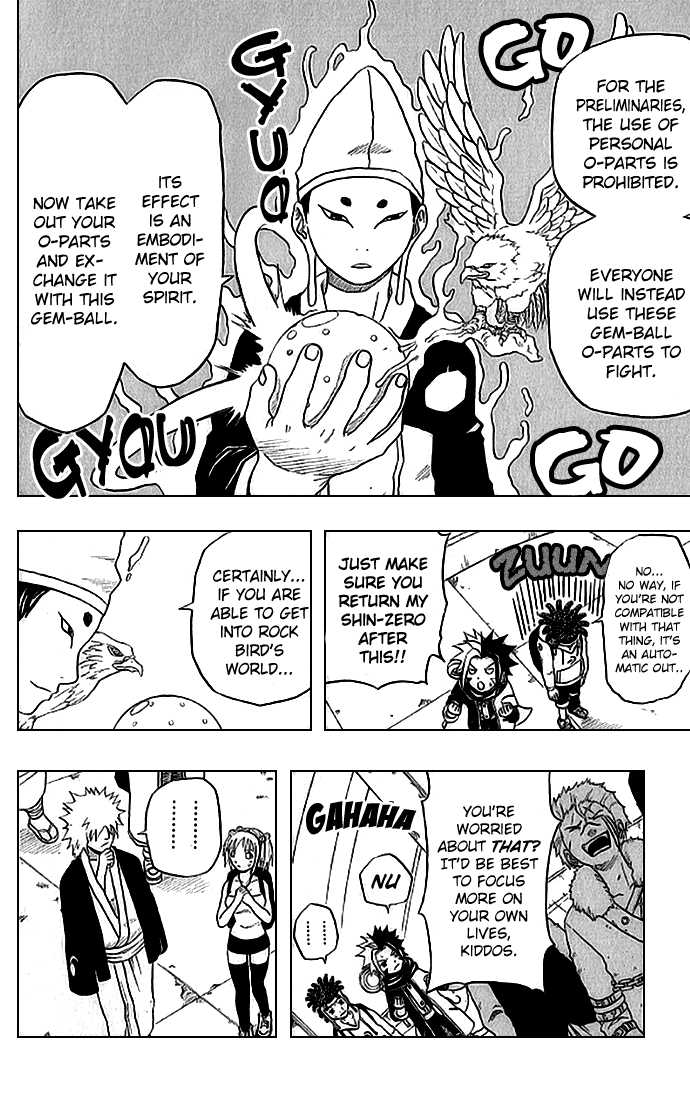 GO
FOR THE
PRELIMINARIES,
THE USE OF
PERSONAL
O-PARTS IS
PROHIBITED.
EVERYONE
WILL INSTEAD
USE THESE
GEM-BALL
O-PARTS TO
FIGHT.
GYUO
ITS
EFFECT
IS AN
EMBODI-
MENT OF
YOUR
SPIRIT.
NOW TAKE
OUT YOUR
O-PARTS
AND EX-
CHANGE IT
WITH THIS
GEM-BALL.
GYOU
GO
NO...
NO WAY, IF
YOU'RE NOT
COMPATIBLE
WITH THAT
THING, IT'S
AN AUTO-
MATIC OUT..
ZUUN
JUST MAKE
SURE YOU
RETURN MY
SHIN-ZERO
AFTER
THIS!!
CERTAINLY...
IF YOU ARE
ABLE TO GET
INTO ROCK
BIRD'S
WORLD...
YOU'RE
WORRIED
ABOUT THAT?
IT'D BE BEST
TO FOCUS
MORE ON
YOUR OWN
LIVES,
KIDDOS.
GAHAHA
NU
......
......